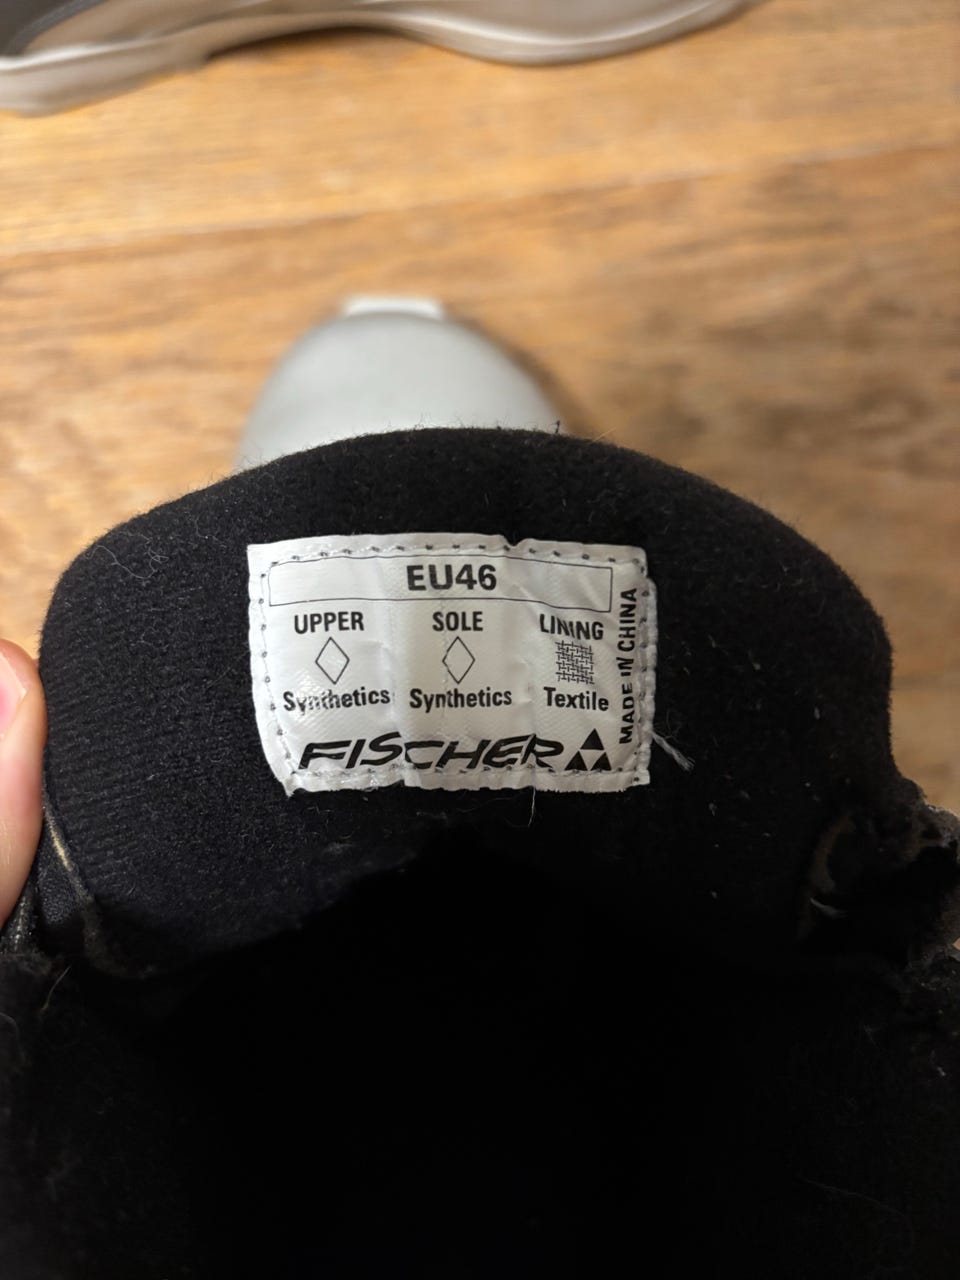 EU46
UPPER SOLE LINING
Synthetics Synthetics Textile
FISCHER
MADE IN CHINA